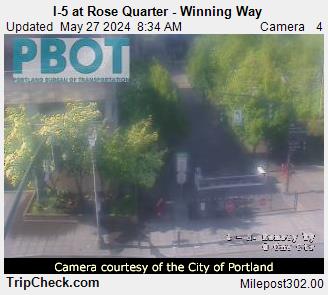 I-5 at Rose Quarter - Winning Way
Updated May 27 2024 8:34 AM Camera 4
PBOT
PORTLAND BUREAU OF TRANSPORTATION
Camera courtesy of the City of Portland
TripCheck.com Milepost302.00